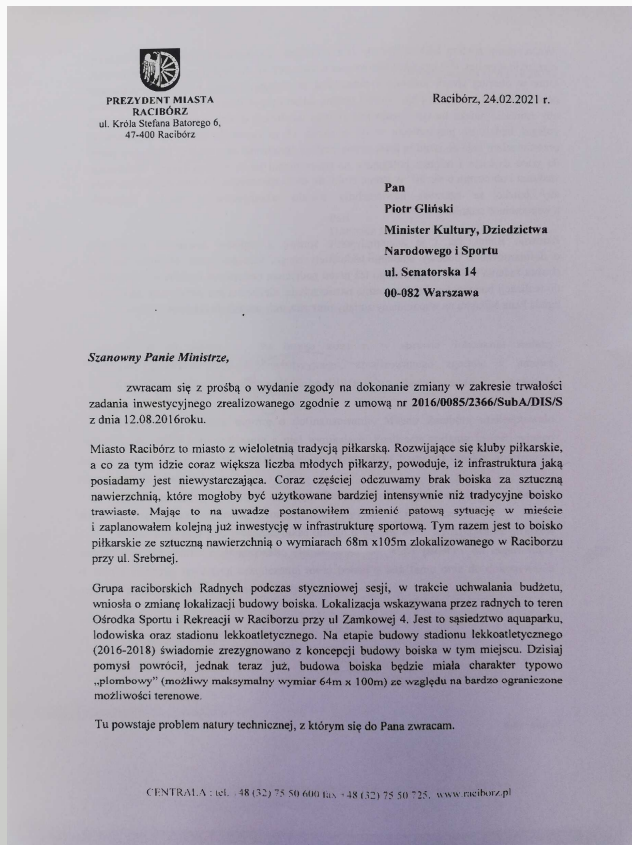 PREZYDENT MIASTA
RACIBÓRZ
ul. Króla Stefana Batorego 6,
47-400 Racibórz
Racibórz, 24.02.2021 r.
Pan
Piotr Gliński
Minister Kultury, Dziedzictwa
Narodowego i Sportu
ul. Senatorska 14
00-082 Warszawa
Szanowny Panie Ministrze,
zwracam się z prośbą o wydanie zgody na dokonanie zmiany w zakresie trwałości
zadania inwestycyjnego zrealizowanego zgodnie z umową nr 2016/0085/2366/SubA/DIS/S
z dnia 12.08.2016roku.
Miasto Racibórz to miasto z wieloletnią tradycją piłkarską. Rozwijające się kluby piłkarskie,
a co za tym idzie coraz większa liczba młodych piłkarzy, powoduje, iż infrastruktura jaką
posiadamy jest niewystarczająca. Coraz częściej odczuwamy brak boiska za sztuczną
nawierzchnią, które mogłoby być użytkowane bardziej intensywnie niż tradycyjne boisko
trawiaste. Mając to na uwadze postanowiłem zmienić patową sytuację w mieście
i zaplanowałem kolejną już inwestycję w infrastrukturę sportową. Tym razem jest to boisko
piłkarskie ze sztuczną nawierzchnią o wymiarach 68m x105m zlokalizowanego w Raciborzu
przy ul. Srebrnej.
Grupa raciborskich Radnych podczas styczniowej sesji, w trakcie uchwalania budżetu,
wniosła o zmianę lokalizacji budowy boiska. Lokalizacja wskazywana przez radnych to teren
Ośrodka Sportu i Rekreacji w Raciborzu przy ul Zamkowej 4. Jest to sąsiedztwo aquaparku,
lodowiska oraz stadionu lekkoatletycznego. Na etapie budowy stadionu lekkoatletycznego
(2016-2018) świadomie zrezygnowano z koncepcji budowy boiska w tym miejscu. Dzisiaj
pomysł powrócił, jednak teraz już, budowa boiska będzie miała charakter typowo
„plombowy” (możliwy maksymalny wymiar 64m x 100m) ze względu na bardzo ograniczone
możliwości terenowe.
Tu powstaje problem natury technicznej, z którym się do Pana zwracam.
CENTRALA : tel. +48 (32) 75 50 600 fax +48 (32) 75 50 725, www.raciborz.pl